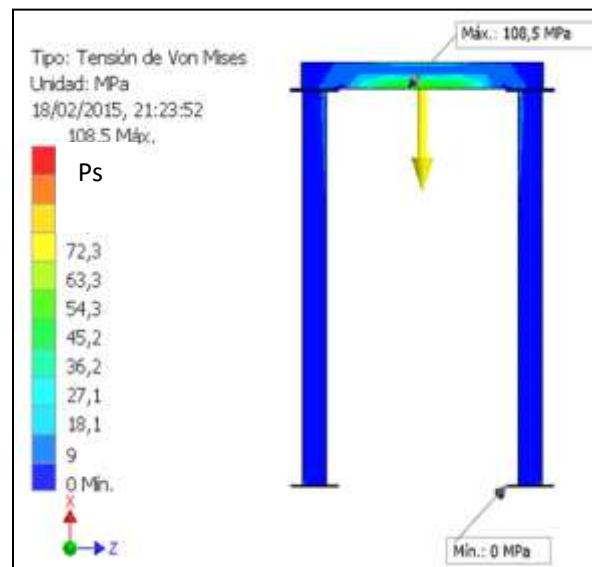 Máx.: 108,5 MPa
Tipo: Tensión de Von Mises
Unidad: MPa
18/02/2015, 21:23:52
108,5 Máx.
Ps
72,3
63,3
54,3
45,2
36,2
27,1
18,1
9
0 Mín.
X
Z
Mín.: 0 MPa